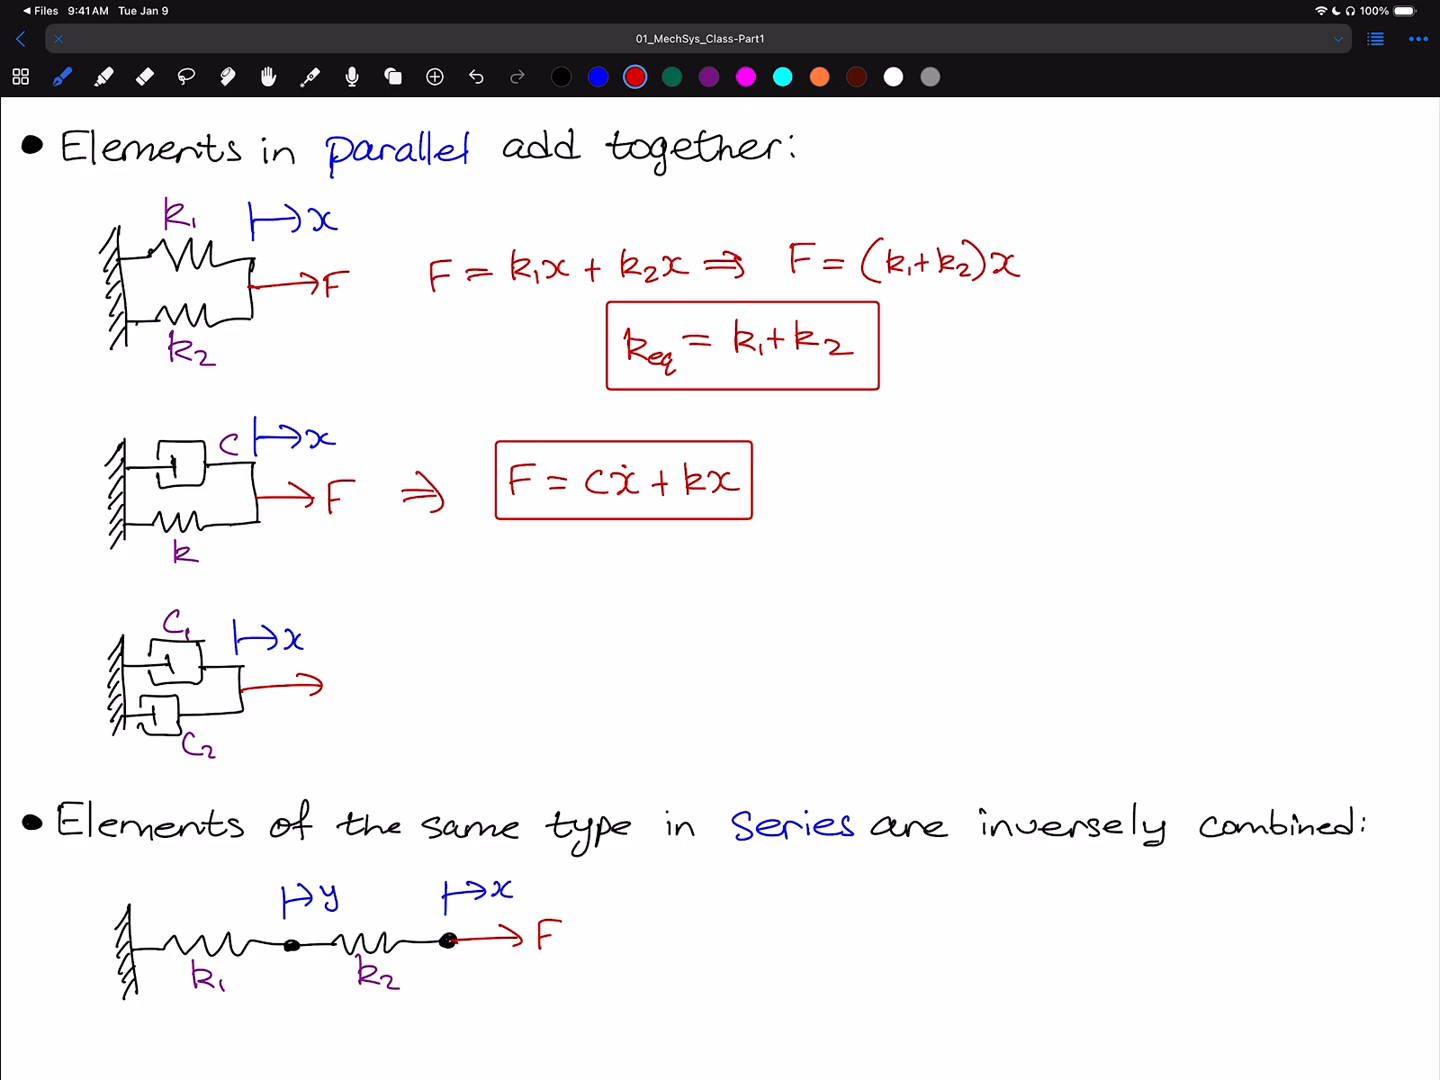 Files 9:41AM Tue Jan 9 100%
01_MechSys_Class-Part1
• Elements in parallel add together:
k₁ x
F
k₂
F = k₁x + k₂x ⇒ F = (k₁+k₂)x
keq = k₁+k₂
c x
F ⇒ F = cẋ + kx
k
C₁ x
C₂
• Elements of the same type in series are inversely combined:
y x
F
k₁ k₂